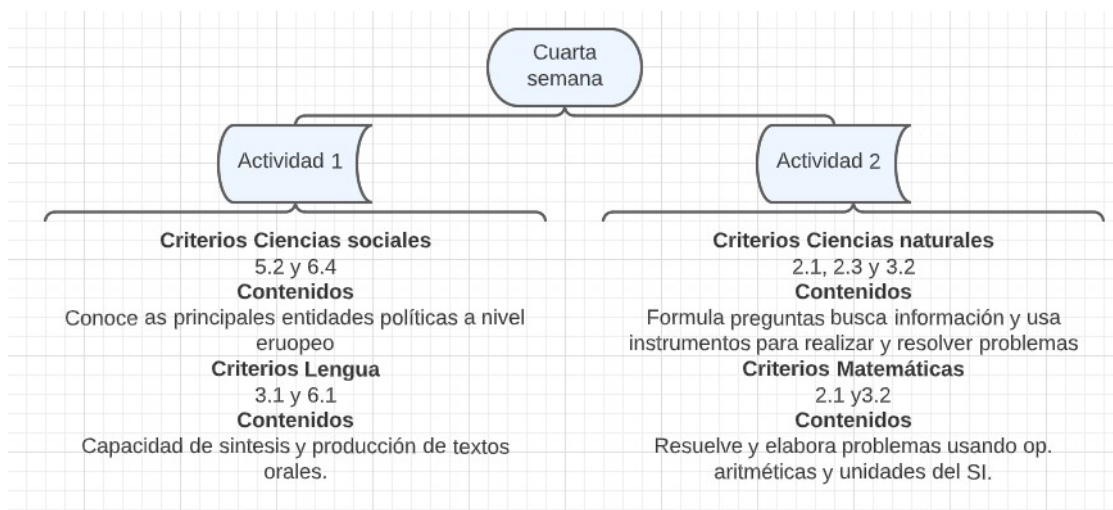 Cuarta
semana
Actividad 1
Actividad 2
Criterios Ciencias sociales
5.2 y 6.4
Contenidos
Conoce as principales entidades políticas a nivel
eruopeo
Criterios Lengua
3.1 y 6.1
Contenidos
Capacidad de sintesis y producción de textos
orales.
Criterios Ciencias naturales
2.1, 2.3 y 3.2
Contenidos
Formula preguntas busca información y usa
instrumentos para realizar y resolver problemas
Criterios Matemáticas
2.1 y3.2
Contenidos
Resuelve y elabora problemas usando op.
aritméticas y unidades del SI.